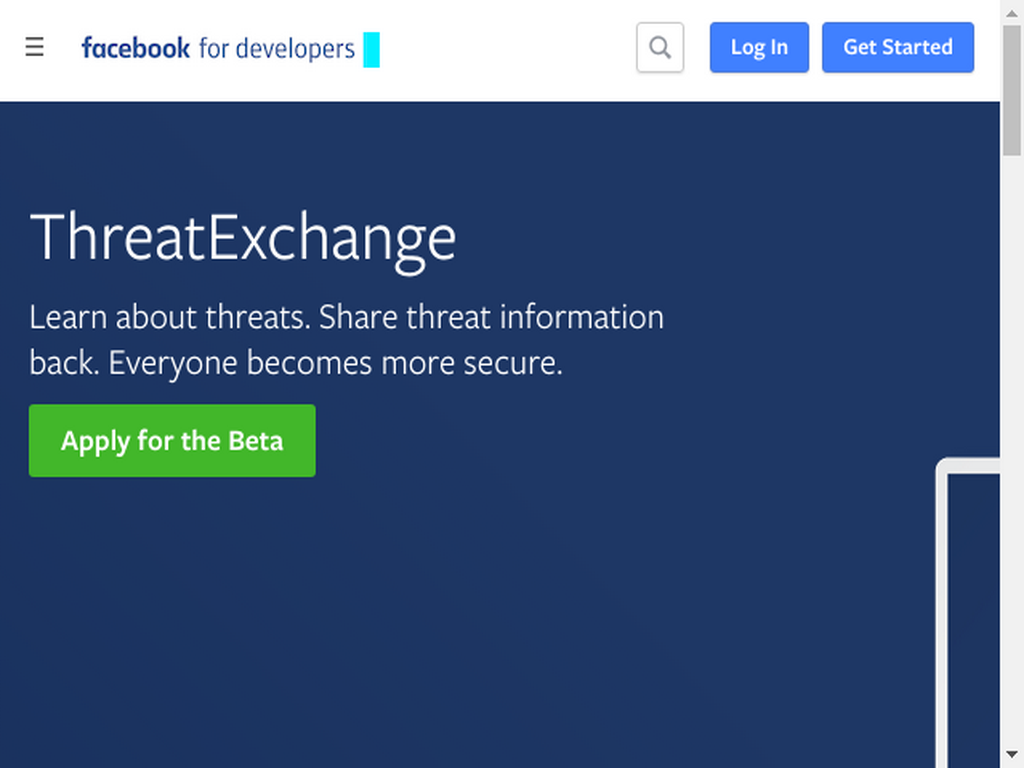 facebook for developers
Log In
Get Started
ThreatExchange
Learn about threats. Share threat information
back. Everyone becomes more secure.
Apply for the Beta